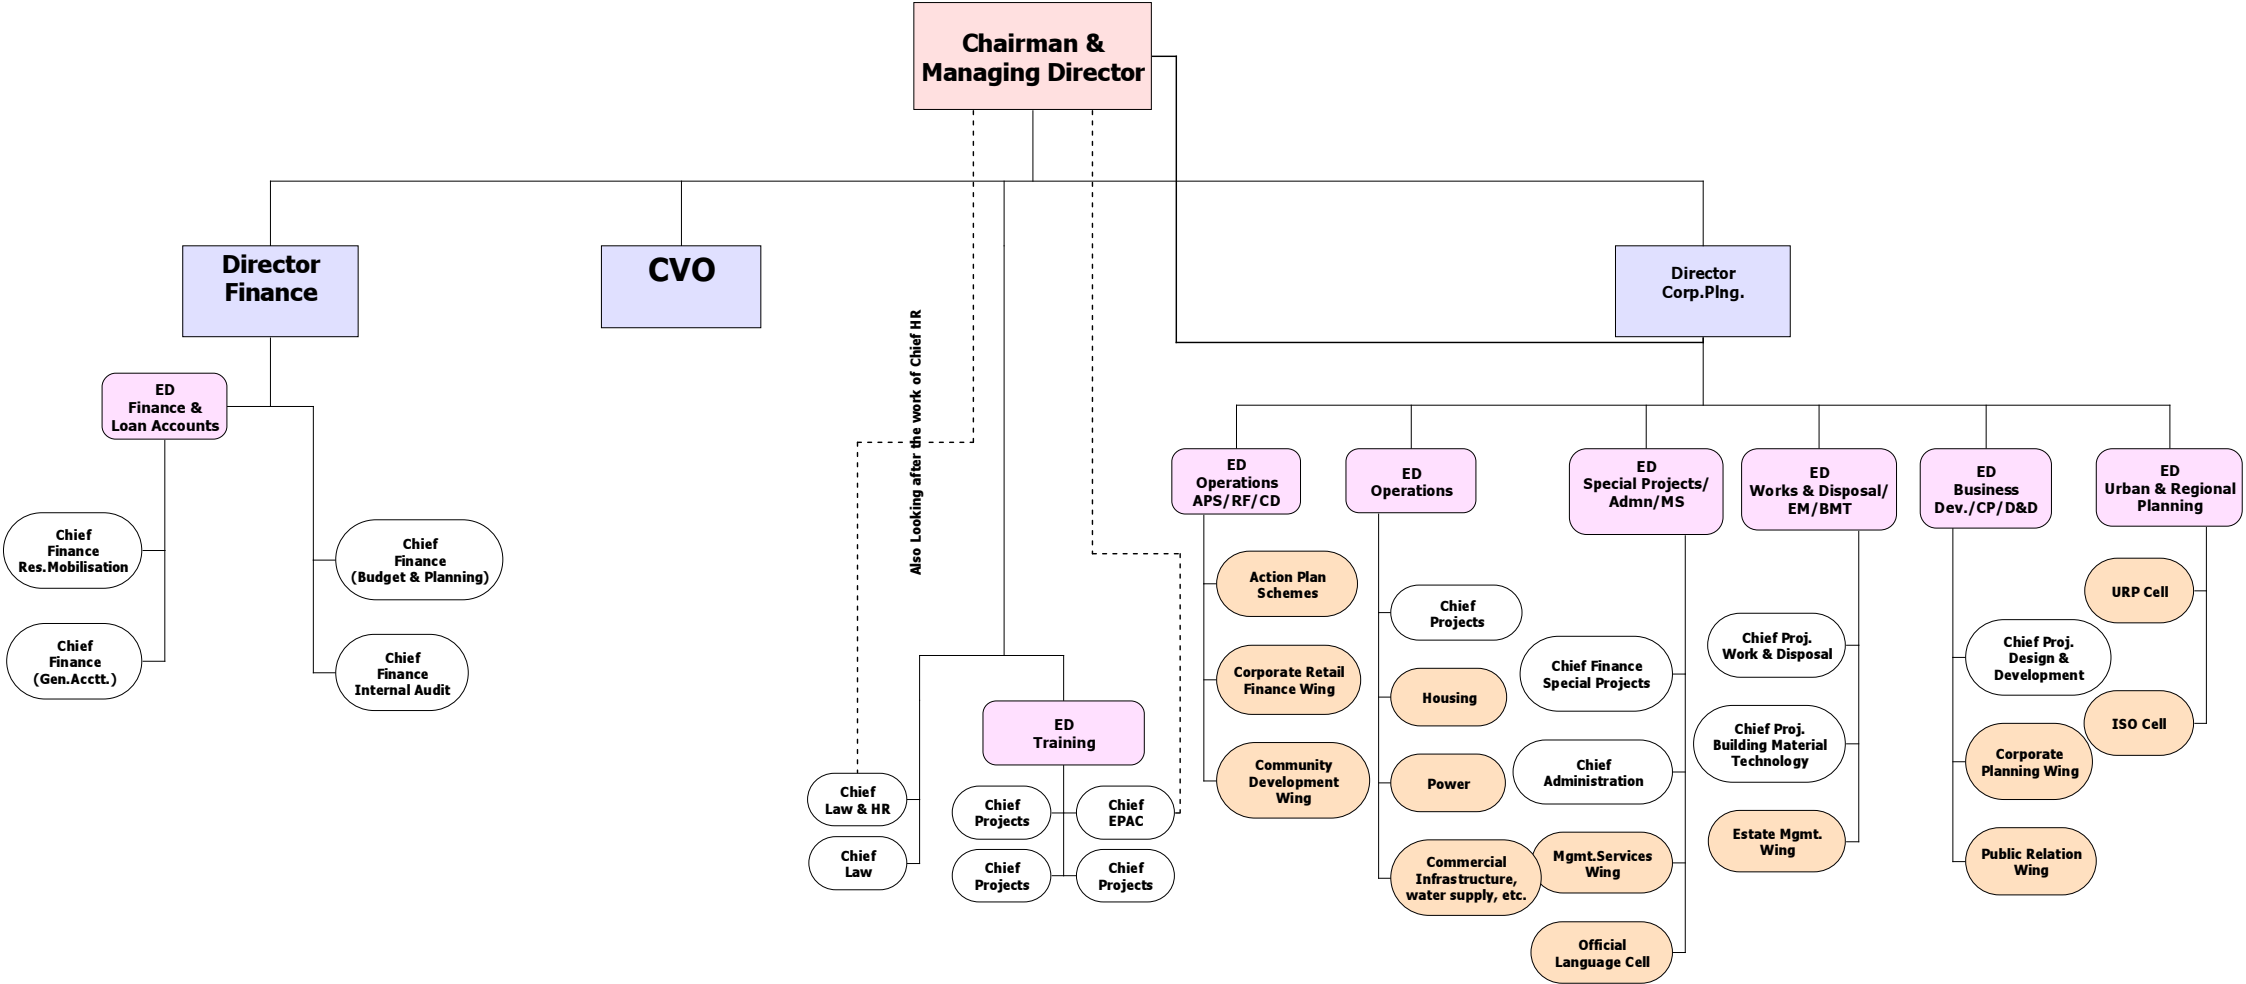 Chairman &
Managing Director
Director
Finance
CVO
Director
Corp.Plng.
Also Looking after the work of Chief HR
ED
Finance &
Loan Accounts
Chief
Finance
Res.Mobilisation
Chief
Finance
(Gen.Acctt.)
Chief
Finance
(Budget & Planning)
Chief
Finance
Internal Audit
Chief
Law & HR
Chief
Law
ED
Training
Chief
Projects
Chief
EPAC
Chief
Projects
Chief
Projects
ED
Operations
APS/RF/CD
Action Plan
Schemes
Corporate Retail
Finance Wing
Community
Development
Wing
ED
Operations
Chief
Projects
Housing
Power
Commercial
Infrastructure,
water supply, etc.
ED
Special Projects/
Admn/MS
Chief Finance
Special Projects
Chief
Administration
Mgmt.Services
Wing
Official
Language Cell
ED
Works & Disposal/
EM/BMT
Chief Proj.
Work & Disposal
Chief Proj.
Building Material
Technology
Estate Mgmt.
Wing
ED
Business
Dev./CP/D&D
Chief Proj.
Design &
Development
Corporate
Planning Wing
Public Relation
Wing
ED
Urban & Regional
Planning
URP Cell
ISO Cell